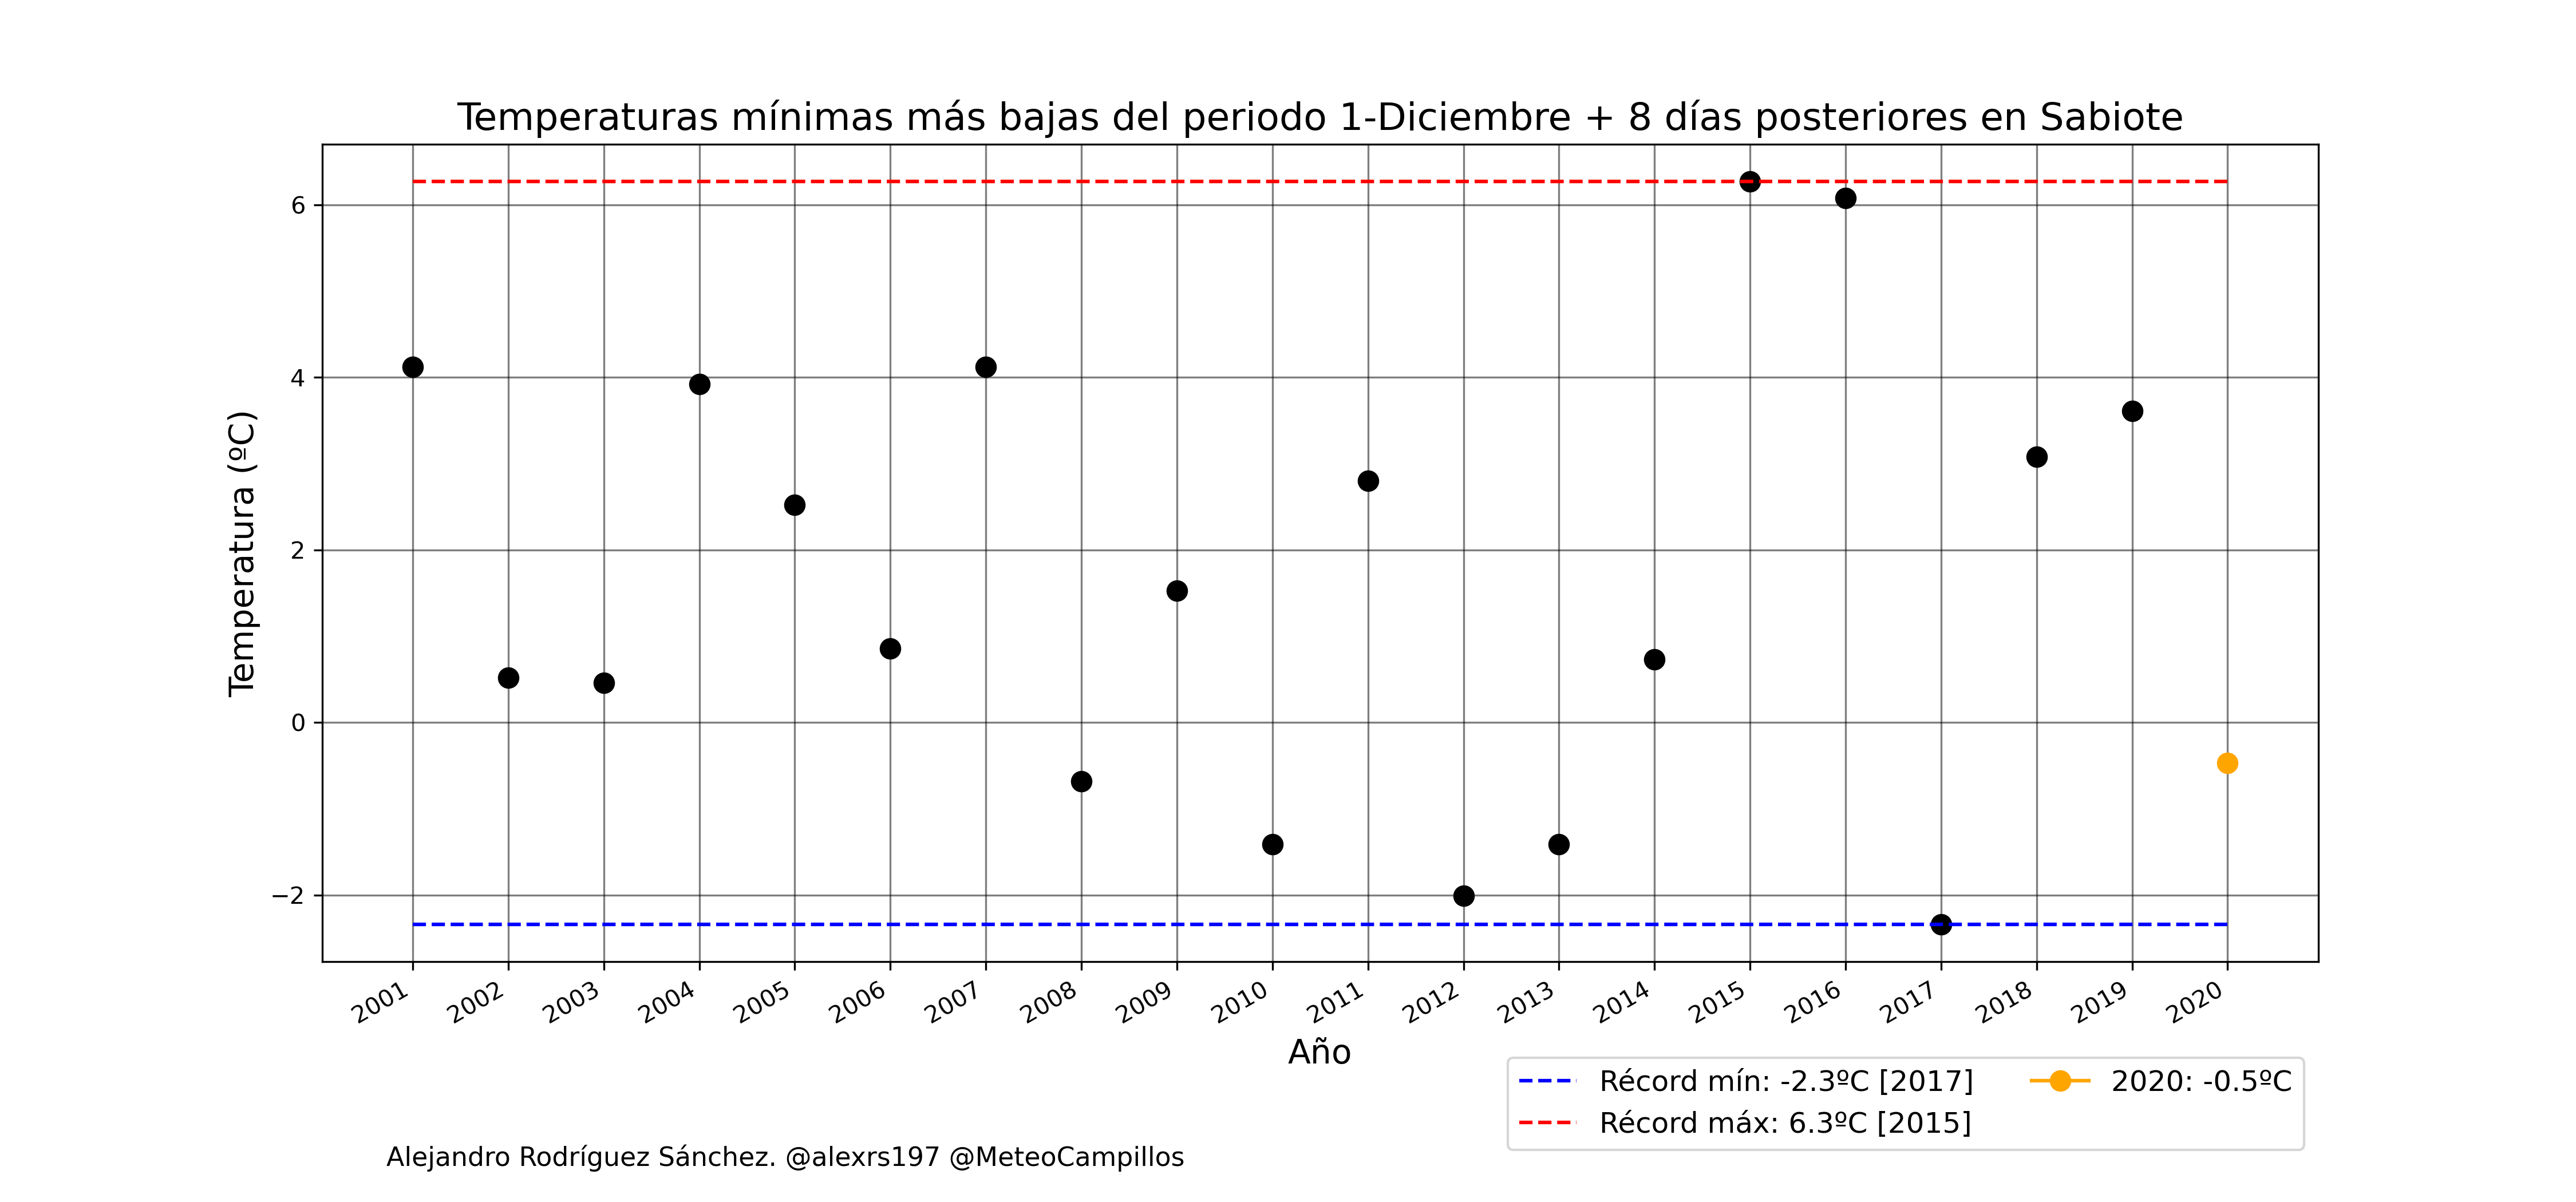 Temperaturas mínimas más bajas del periodo 1-Diciembre + 8 días posteriores en Sabiote
Temperatura (ºC)
6
4
2
0
−2
2001 2002 2003 2004 2005 2006 2007 2008 2009 2010 2011 2012 2013 2014 2015 2016 2017 2018 2019 2020
Año
Récord mín: -2.3ºC [2017]
Récord máx: 6.3ºC [2015]
2020: -0.5ºC
Alejandro Rodríguez Sánchez. @alexrs197 @MeteoCampillos